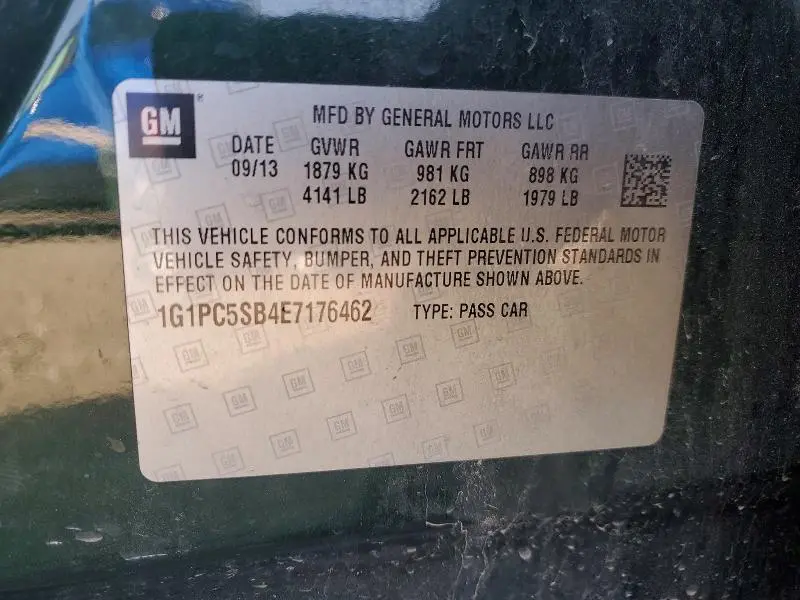 GM
MFD BY GENERAL MOTORS LLC
DATE GVWR GAWR FRT GAWR RR
09/13 1879 KG 981 KG 898 KG
4141 LB 2162 LB 1979 LB
THIS VEHICLE CONFORMS TO ALL APPLICABLE U.S. FEDERAL MOTOR
VEHICLE SAFETY, BUMPER, AND THEFT PREVENTION STANDARDS IN
EFFECT ON THE DATE OF MANUFACTURE SHOWN ABOVE.
1G1PC5SB4E7176462 TYPE: PASS CAR